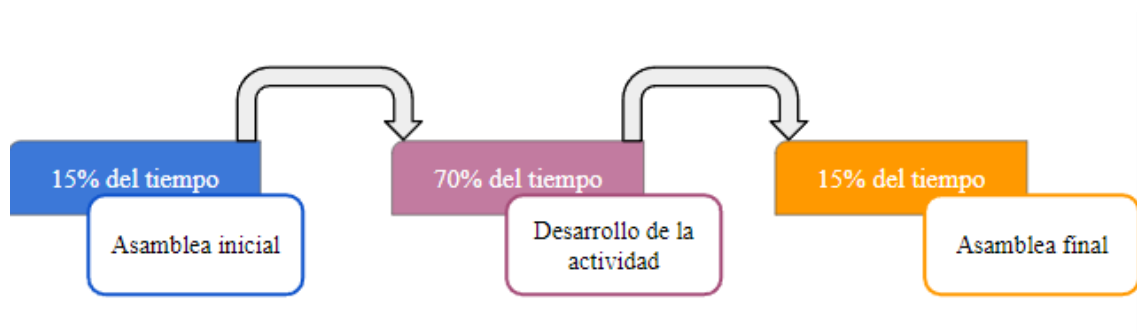 15% del tiempo
Asamblea inicial
70% del tiempo
Desarrollo de la
actividad
15% del tiempo
Asamblea final